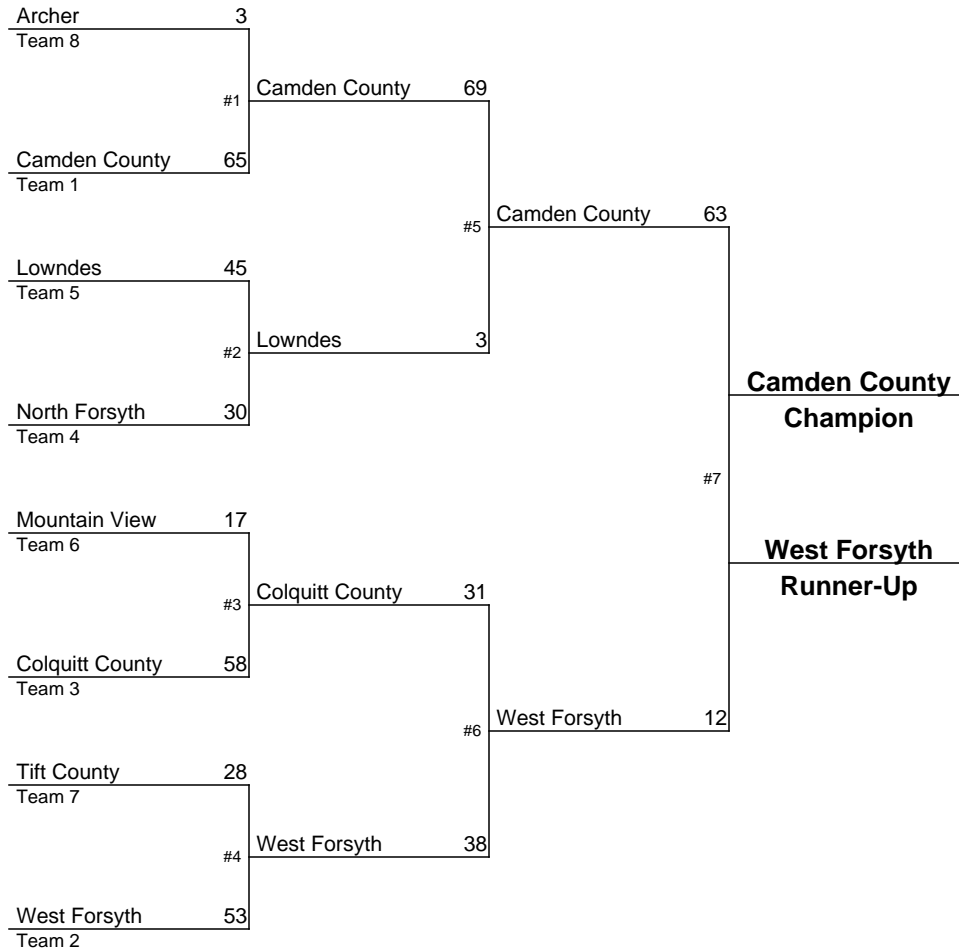 Archer 3
Team 8
#1 Camden County 69
Camden County 65
Team 1
#5 Camden County 63
Lowndes 45
Team 5
#2 Lowndes 3
North Forsyth 30
Team 4
Camden County
Champion
#7
Mountain View 17
Team 6
West Forsyth
Runner-Up
#3 Colquitt County 31
Colquitt County 58
Team 3
#6 West Forsyth 12
Tift County 28
Team 7
#4 West Forsyth 38
West Forsyth 53
Team 2